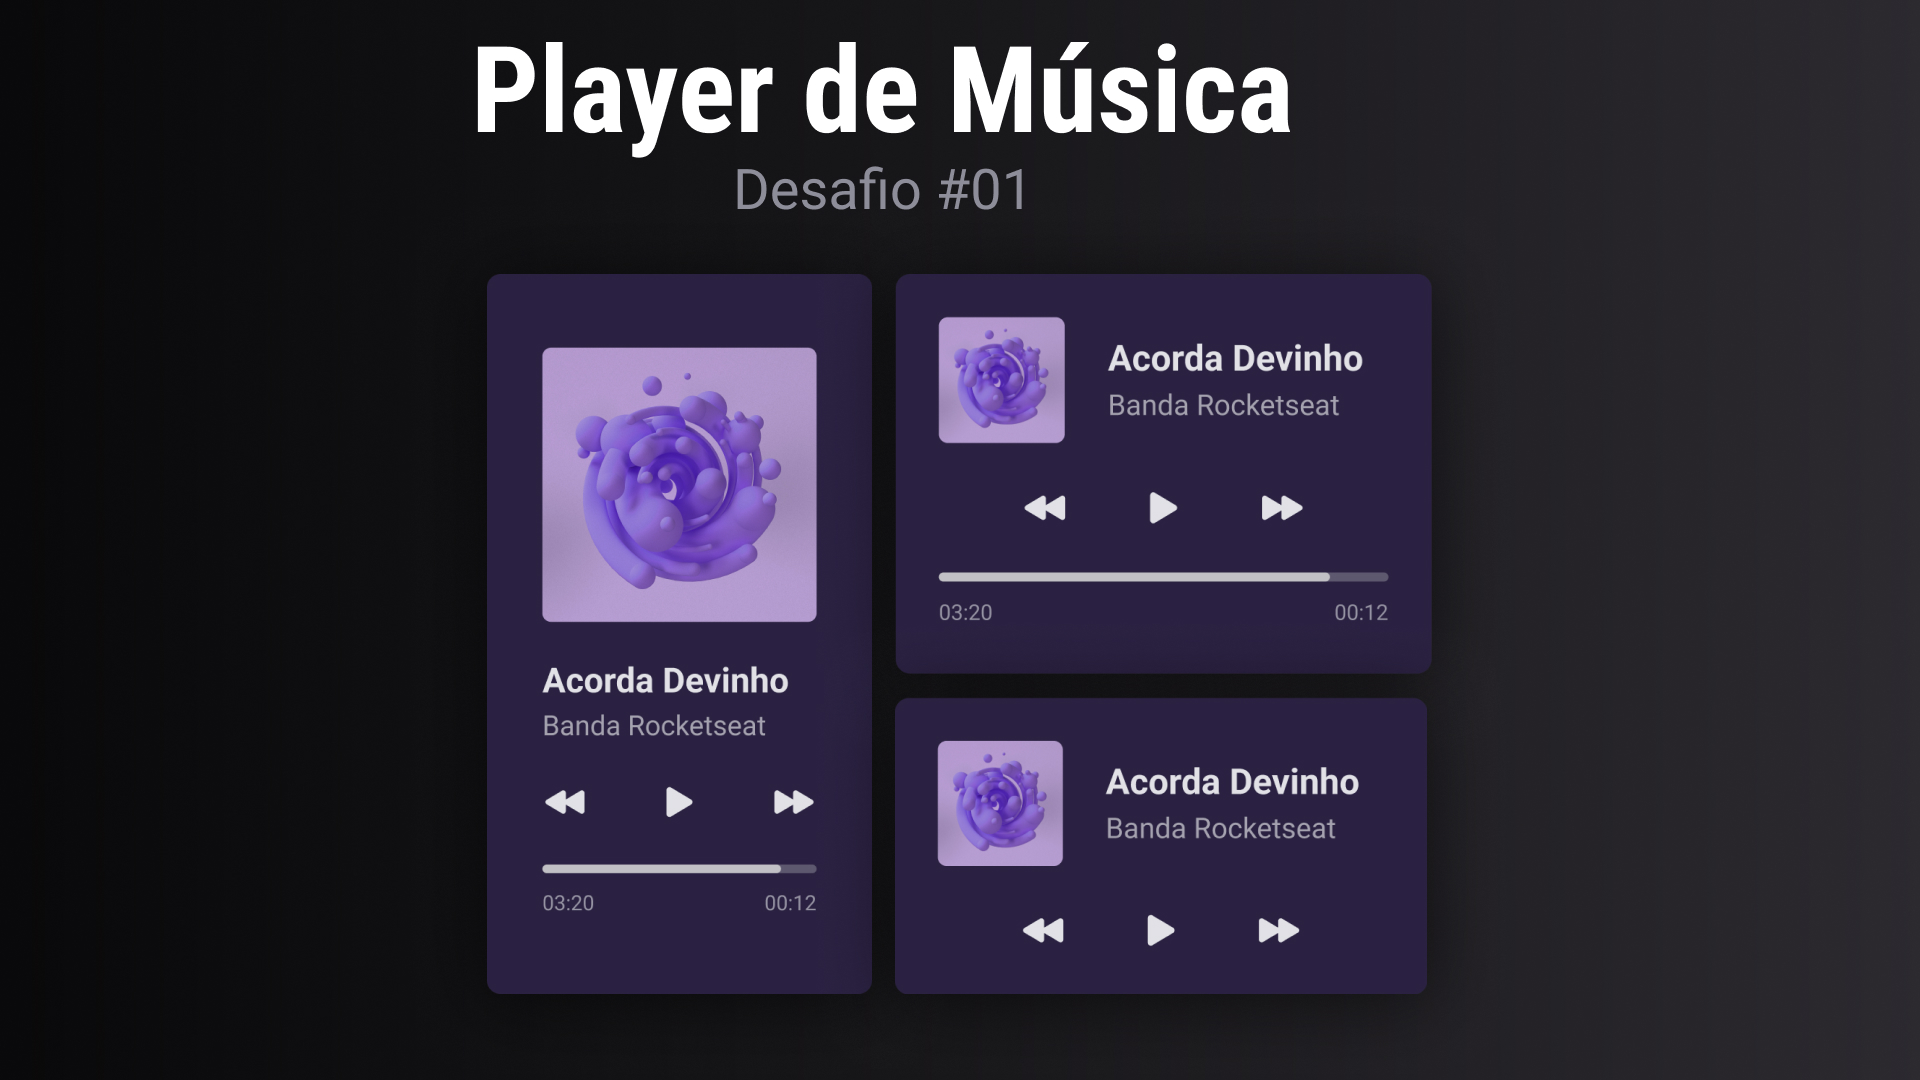 Player de Música
Desafio #01
Acorda Devinho
Banda Rocketseat
03:20 00:12
Acorda Devinho
Banda Rocketseat
03:20 00:12
Acorda Devinho
Banda Rocketseat